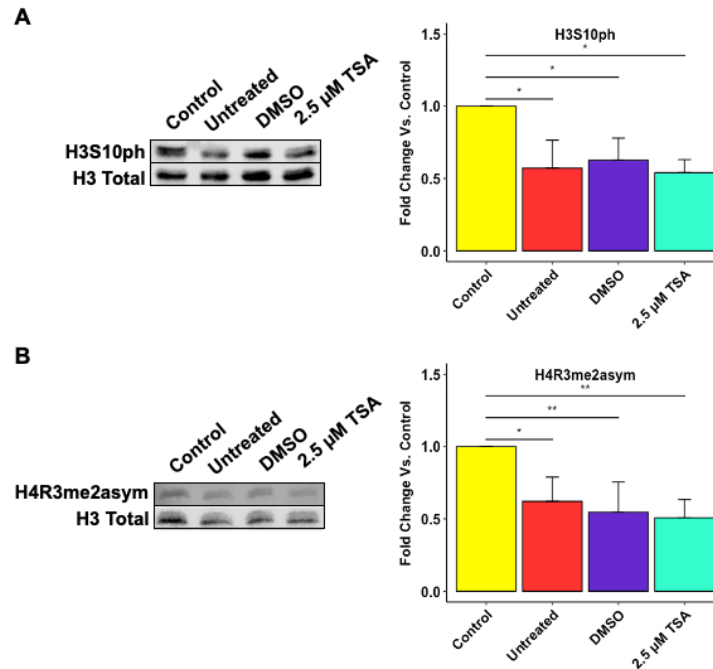 A
Control
Untreated
DMSO
2.5 µM TSA
H3S10ph
H3 Total
H3S10ph
*
*
*
Fold Change Vs. Control
1.5
1.0
0.5
0.0
Control
Untreated
DMSO
2.5 µM TSA
B
Control
Untreated
DMSO
2.5 µM TSA
H4R3me2asym
H3 Total
H4R3me2asym
**
**
*
Fold Change Vs. Control
1.5
1.0
0.5
0.0
Control
Untreated
DMSO
2.5 µM TSA